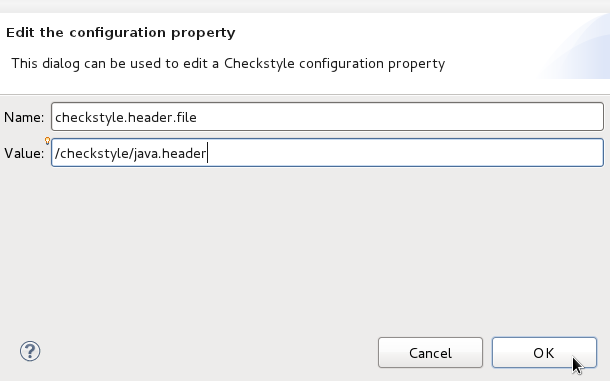 Edit the configuration property
This dialog can be used to edit a Checkstyle configuration property
Name: checkstyle.header.file
Value: /checkstyle/java.header
? Cancel OK